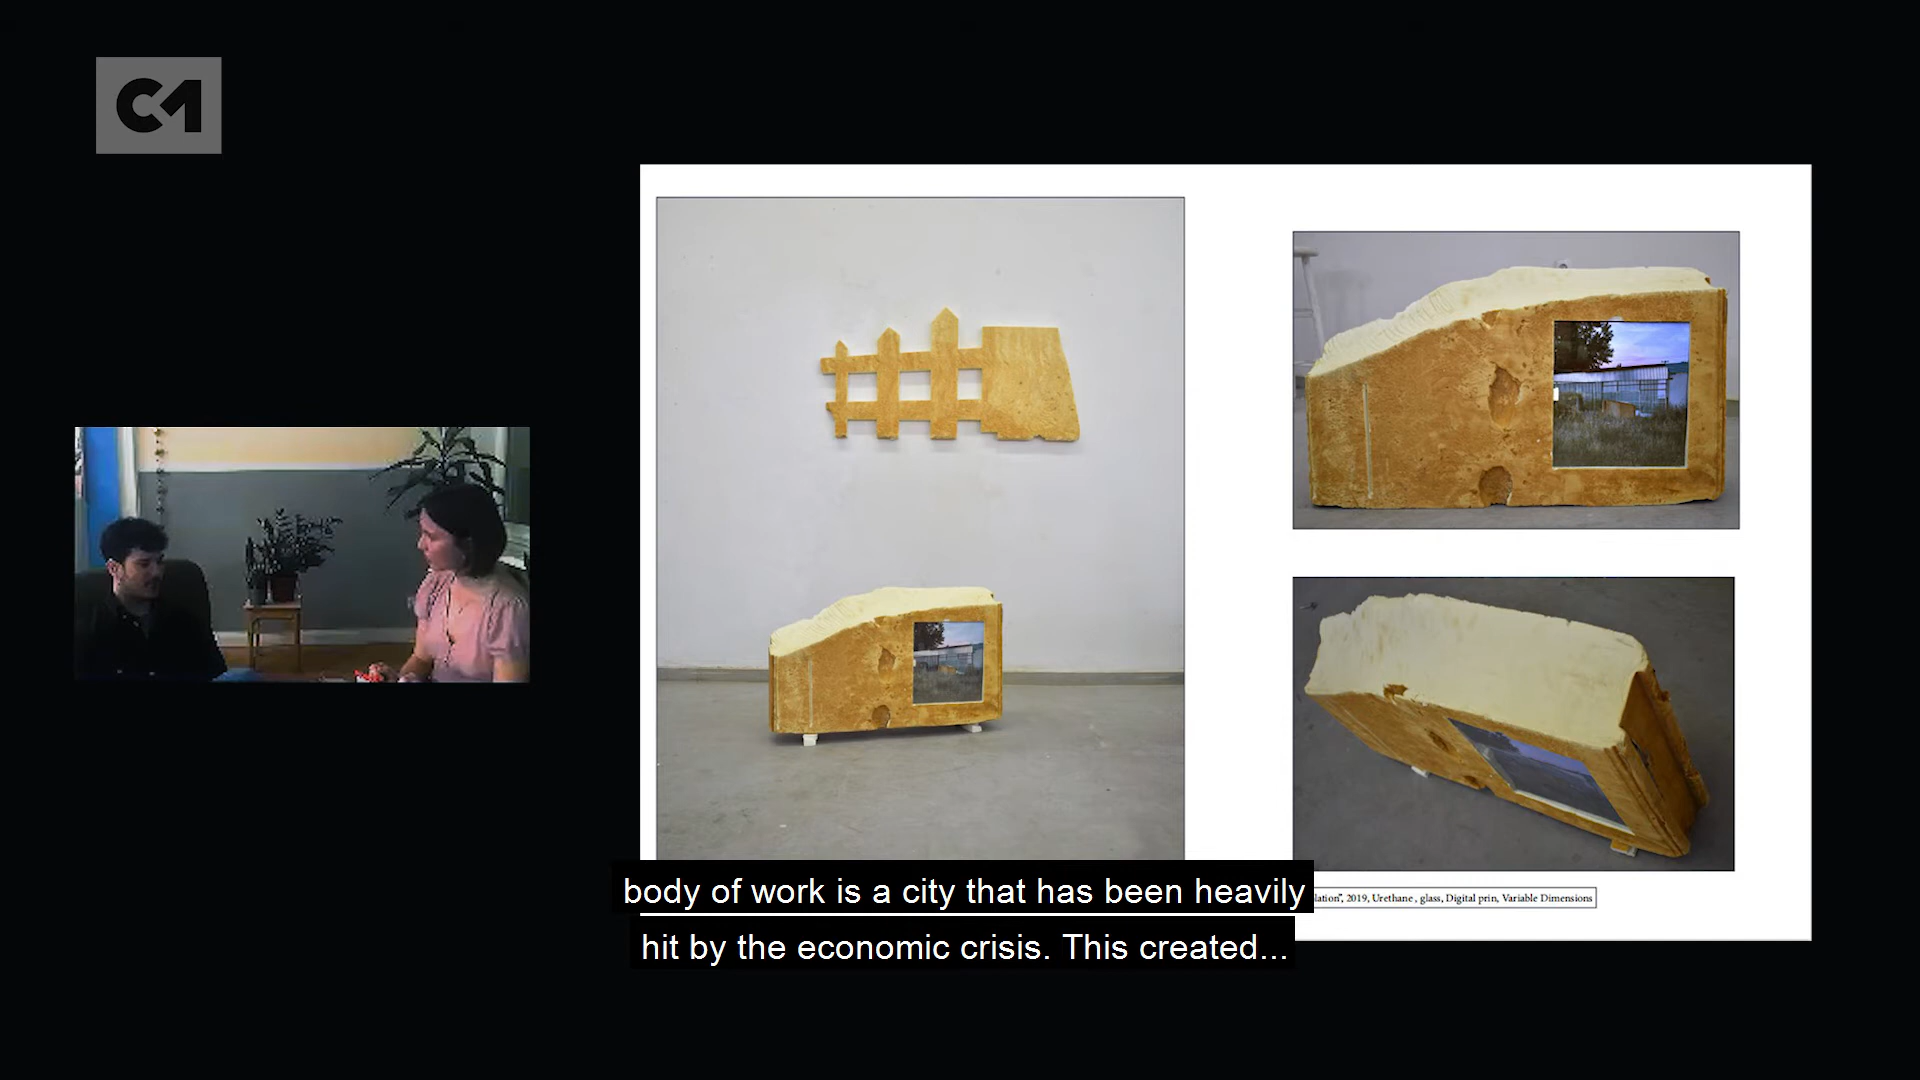 C1
body of work is a city that has been heavily
hit by the economic crisis. This created...
lation", 2019, Urethane , glass, Digital prin, Variable Dimensions